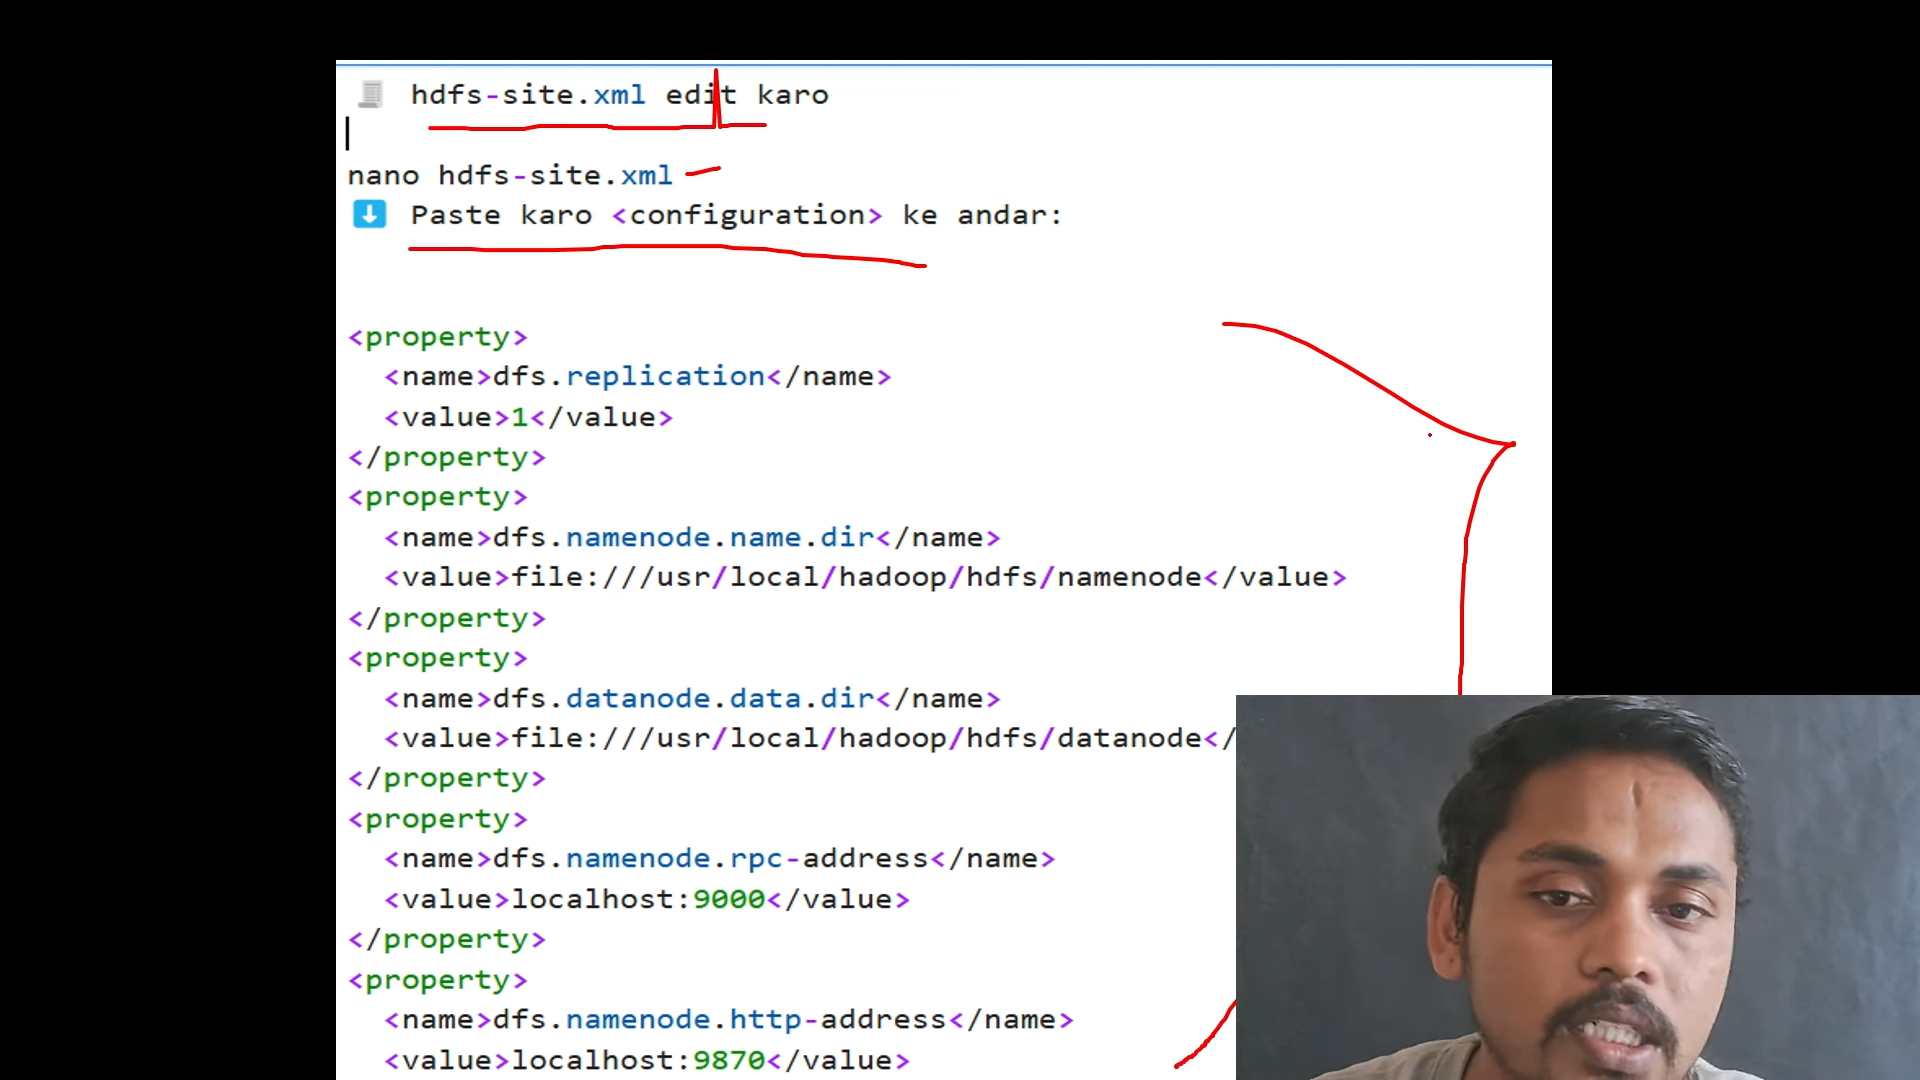 hdfs-site.xml edit karo
nano hdfs-site.xml
Paste karo <configuration> ke andar:
<property>
<name>dfs.replication</name>
<value>1</value>
</property>
<property>
<name>dfs.namenode.name.dir</name>
<value>file:///usr/local/hadoop/hdfs/namenode</value>
</property>
<property>
<name>dfs.datanode.data.dir</name>
<value>file:///usr/local/hadoop/hdfs/datanode</
</property>
<property>
<name>dfs.namenode.rpc-address</name>
<value>localhost:9000</value>
</property>
<property>
<name>dfs.namenode.http-address</name>
<value>localhost:9870</value>